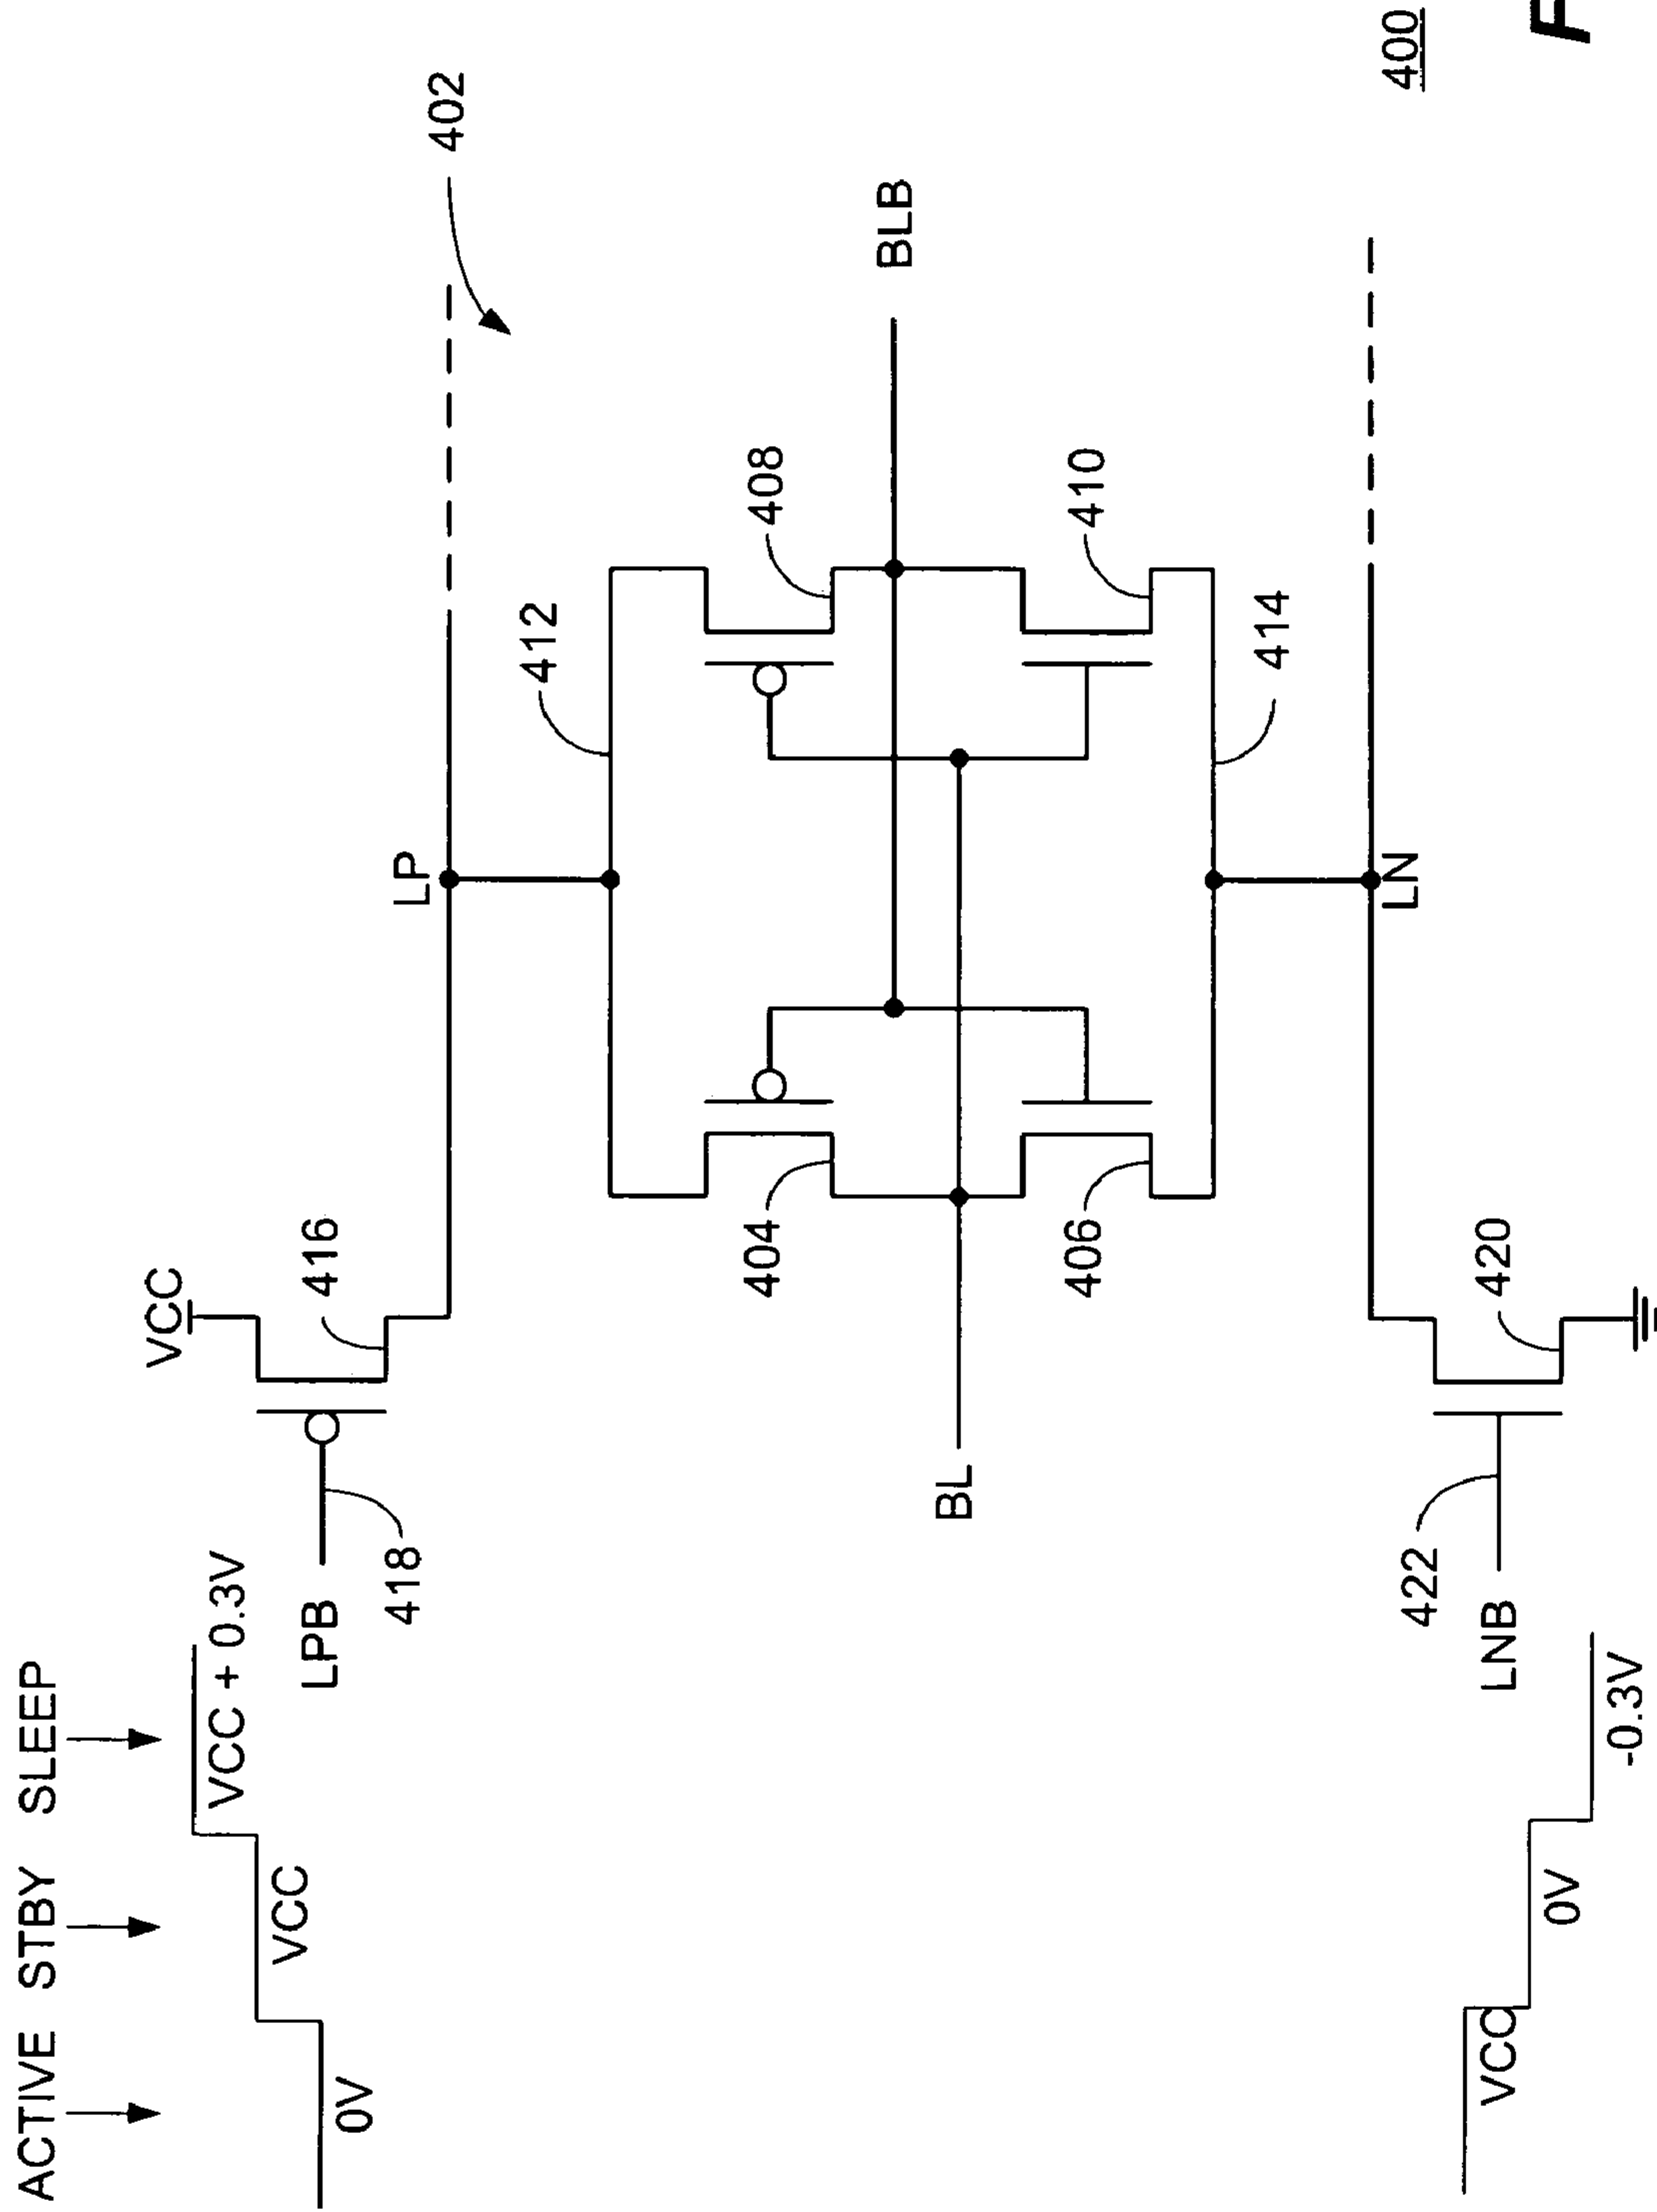 ACTIVE STBY SLEEP
VCC + 0.3V
VCC
0V
LPB
418
VCC
416
LP
402
412
404
408
BL
BLB
406
410
414
LN
VCC
0V
-0.3V
LNB
422
420
400
F